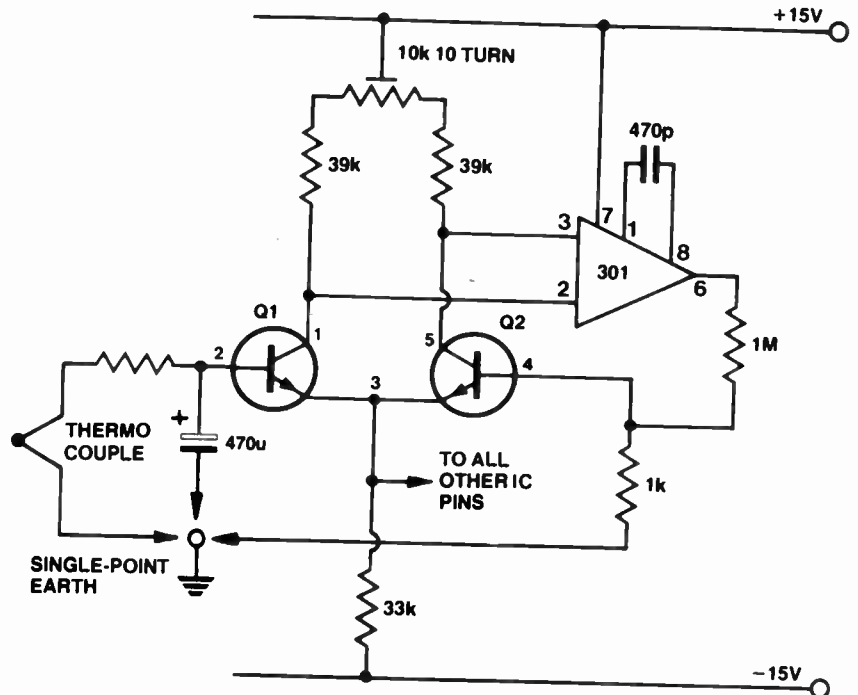 +15V
10k 10 TURN
470p
39k
39k
3
7
1
8
301
6
2
Q1
Q2
1
5
2
4
1M
3
+
THERMO
COUPLE
470u
TO ALL
OTHER IC
PINS
1k
SINGLE-POINT
EARTH
33k
−15V